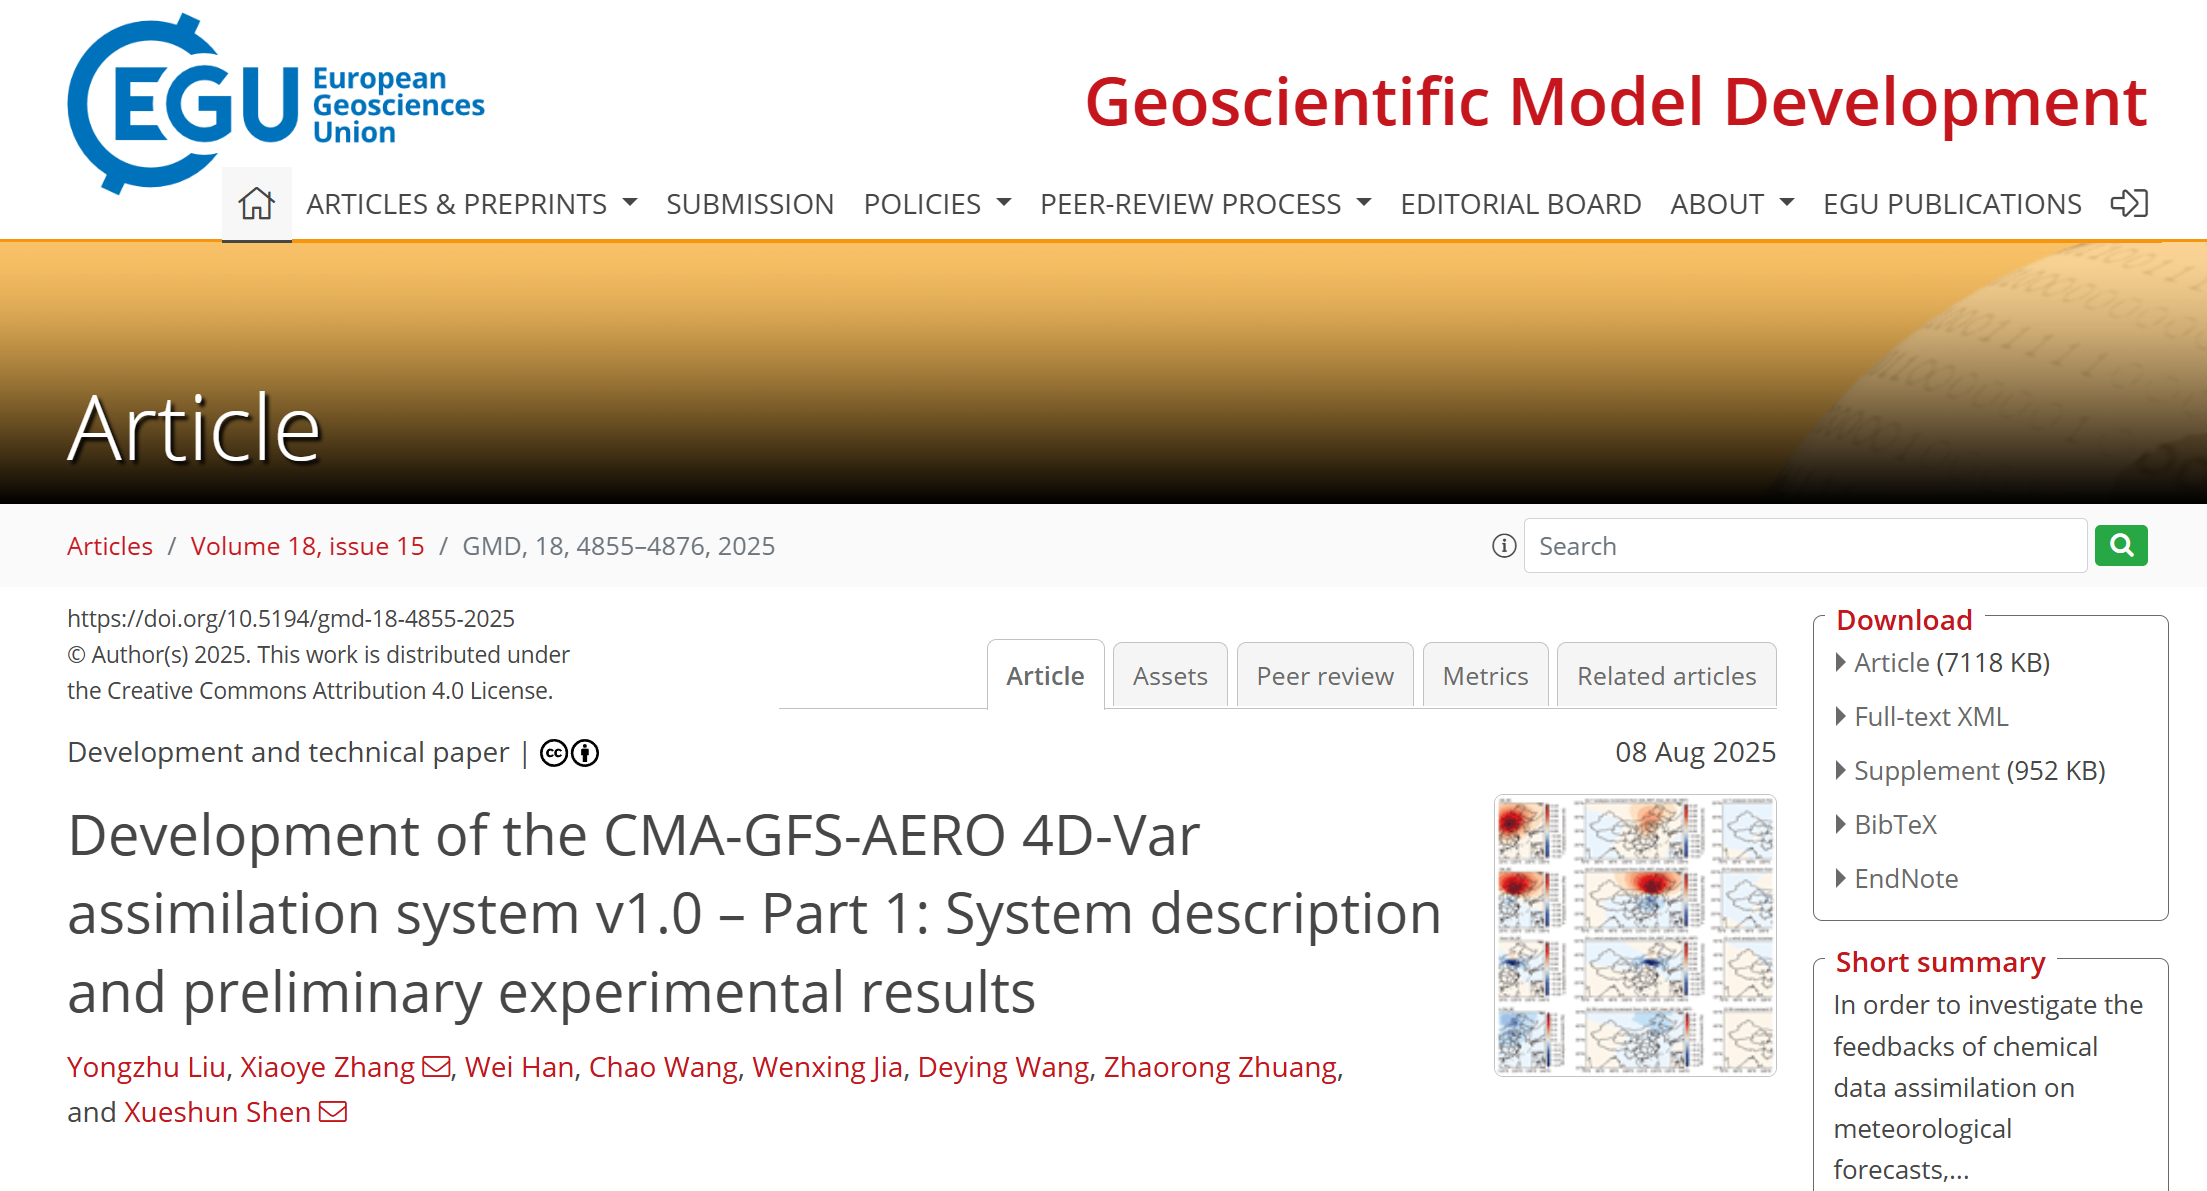 EGU European
Geosciences
Union
Geoscientific Model Development
ARTICLES & PREPRINTS SUBMISSION POLICIES PEER-REVIEW PROCESS EDITORIAL BOARD ABOUT EGU PUBLICATIONS
Article
Articles / Volume 18, issue 15 / GMD, 18, 4855–4876, 2025
Search
https://doi.org/10.5194/gmd-18-4855-2025
© Author(s) 2025. This work is distributed under
the Creative Commons Attribution 4.0 License.
Article Assets Peer review Metrics Related articles
Development and technical paper | cc
08 Aug 2025
Development of the CMA-GFS-AERO 4D-Var
assimilation system v1.0 – Part 1: System description
and preliminary experimental results
Yongzhu Liu, Xiaoye Zhang, Wei Han, Chao Wang, Wenxing Jia, Deying Wang, Zhaorong Zhuang,
and Xueshun Shen
Download
Article (7118 KB)
Full-text XML
Supplement (952 KB)
BibTeX
EndNote
Short summary
In order to investigate the
feedbacks of chemical
data assimilation on
meteorological
forecasts,...